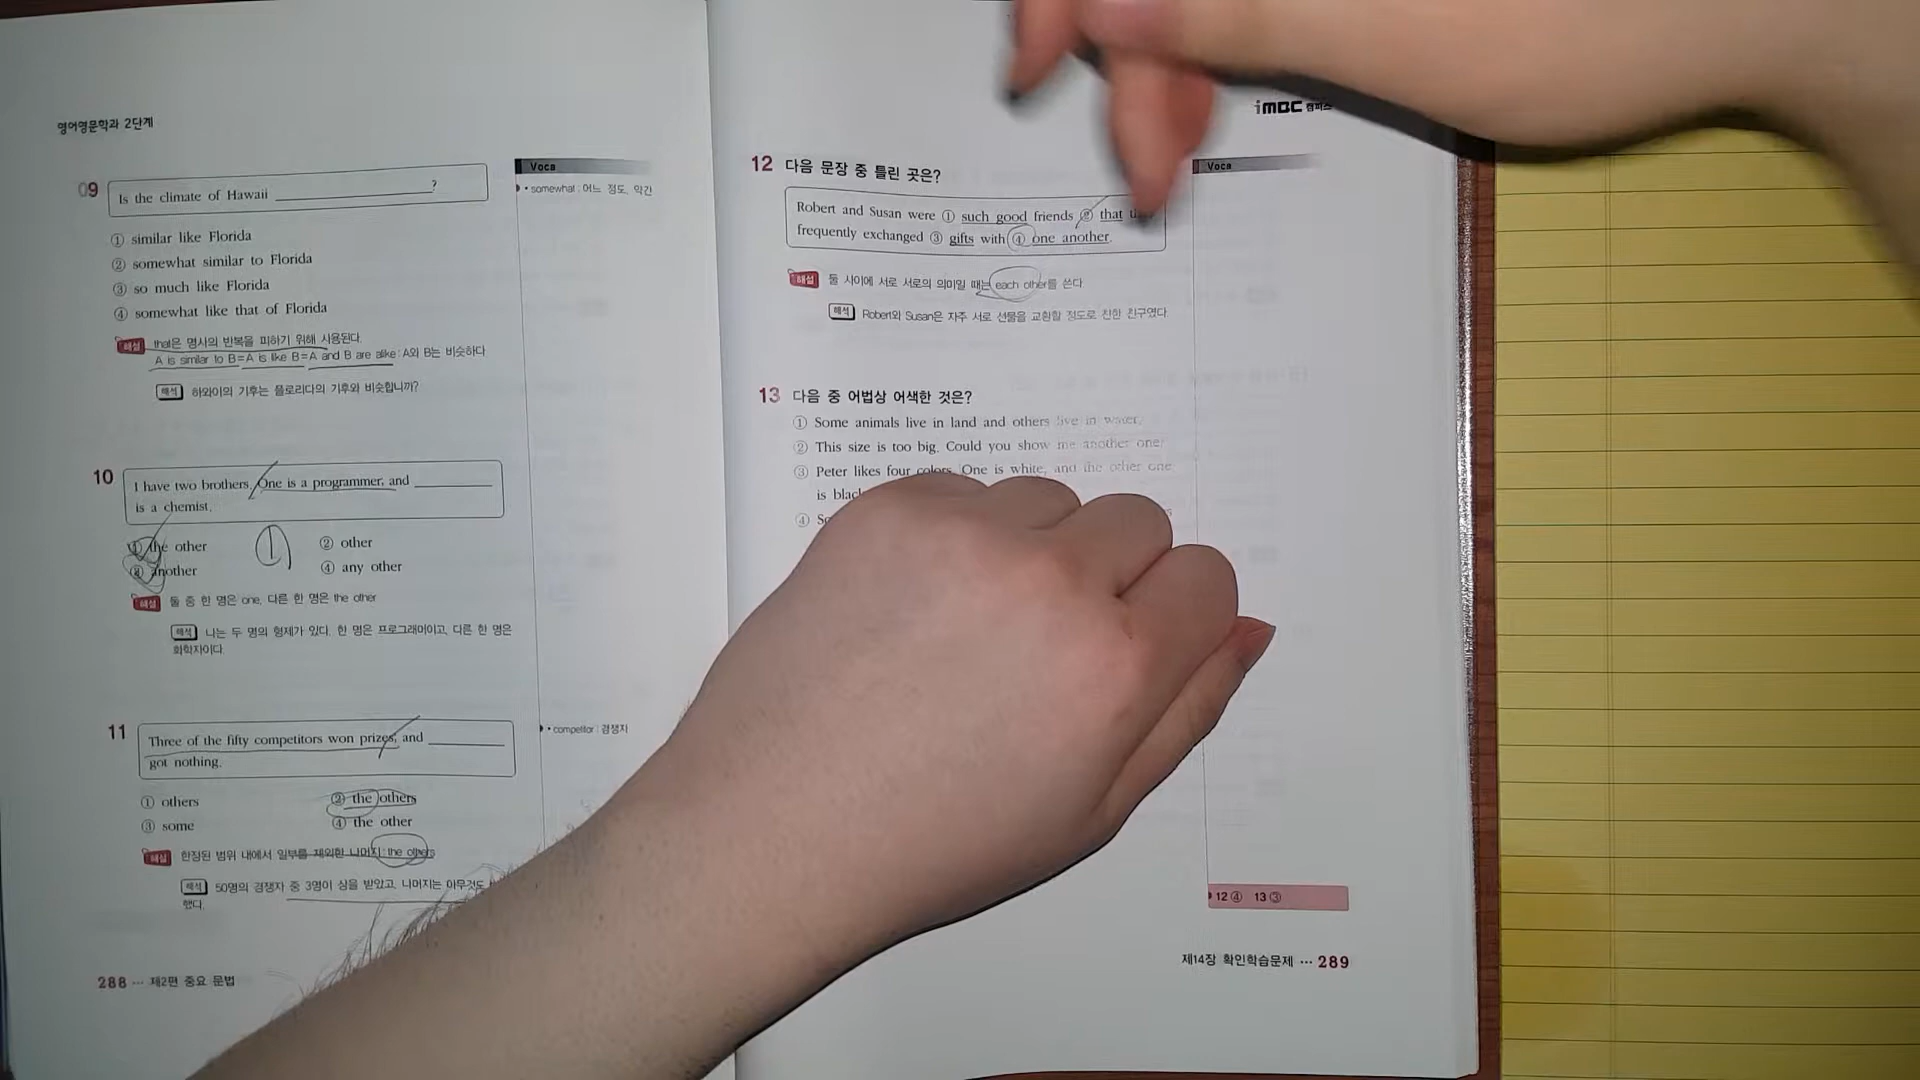 영어영문학과 2단계
09 Is the climate of Hawaii ______?
① similar like Florida
② somewhat similar to Florida
③ so much like Florida
④ somewhat like that of Florida
해설 that은 명사의 반복을 피하기 위해 사용된다.
A is similar to B=A is like B=A and B are alike : A와 B는 비슷하다
해석 하와이의 기후는 플로리다의 기후와 비슷합니까?
Voca
• somewhat : 어느 정도, 약간
10 I have two brothers. One is a programmer, and ______
is a chemist.
① the other ② other
③ another ④ any other
①
해설 둘 중 한 명은 one, 다른 한 명은 the other
해석 나는 두 명의 형제가 있다. 한 명은 프로그래머이고, 다른 한 명은
화학자이다.
11 Three of the fifty competitors won prizes, and ______
got nothing.
① others ② the others
③ some ④ the other
해설 한정된 범위 내에서 일부를 제외한 나머지 : the others
해석 50명의 경쟁자 중 3명이 상을 받았고, 나머지는 아무것도
했다.
• competitor : 경쟁자
288 … 제2편 중요 문법
iMBC 캠퍼스
12 다음 문장 중 틀린 곳은?
Robert and Susan were ① such good friends ② that
frequently exchanged ③ gifts with ④ one another.
해설 둘 사이에 서로 서로의 의미일 때는 each other를 쓴다
해석 Robert와 Susan은 자주 서로 선물을 교환할 정도로 친한 친구였다
Voca
13 다음 중 어법상 어색한 것은?
① Some animals live in land and others live in water.
② This size is too big. Could you show me another one?
③ Peter likes four colors. One is white, and the other one
is black
④
12 ④ 13 ③
제14장 확인학습문제 … 289